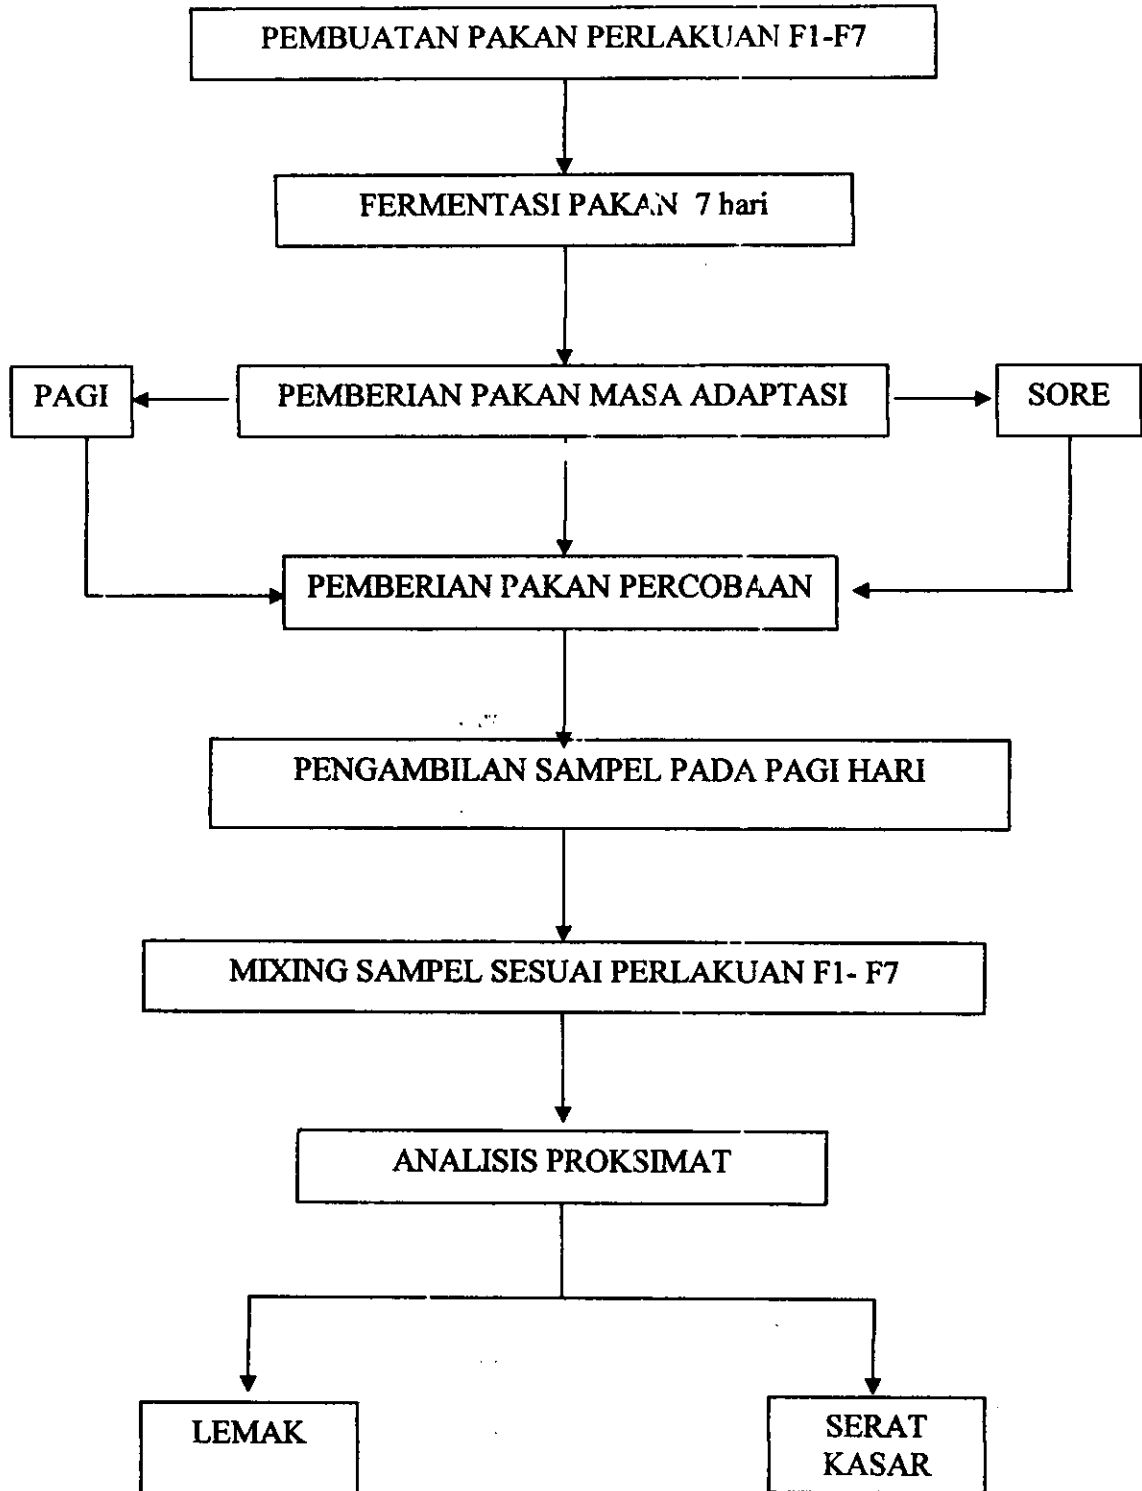 PEMBUATAN PAKAN PERLAKUAN F1-F7
FERMENTASI PAKAN 7 hari
PAGI
PEMBERIAN PAKAN MASA ADAPTASI
SORE
PEMBERIAN PAKAN PERCOBAAN
PENGAMBILAN SAMPEL PADA PAGI HARI
MIXING SAMPEL SESUAI PERLAKUAN F1- F7
ANALISIS PROKSIMAT
LEMAK
SERAT
KASAR